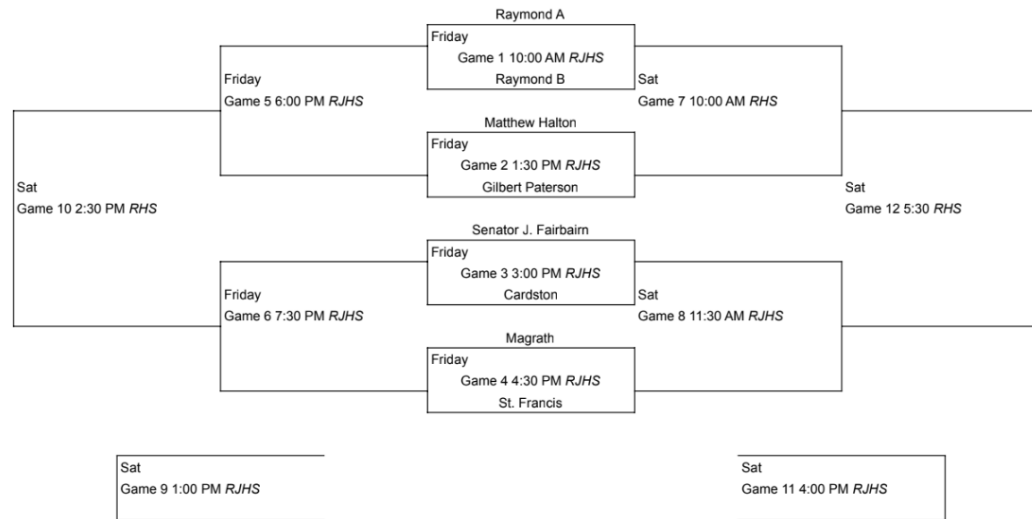 Raymond A
Friday
Game 1 10:00 AM RJHS
Raymond B
Friday
Game 5 6:00 PM RJHS
Sat
Game 7 10:00 AM RHS
Matthew Halton
Friday
Game 2 1:30 PM RJHS
Gilbert Paterson
Sat
Game 10 2:30 PM RHS
Sat
Game 12 5:30 RHS
Senator J. Fairbairn
Friday
Game 3 3:00 PM RJHS
Cardston
Friday
Game 6 7:30 PM RJHS
Sat
Game 8 11:30 AM RJHS
Magrath
Friday
Game 4 4:30 PM RJHS
St. Francis
Sat
Game 9 1:00 PM RJHS
Sat
Game 11 4:00 PM RJHS